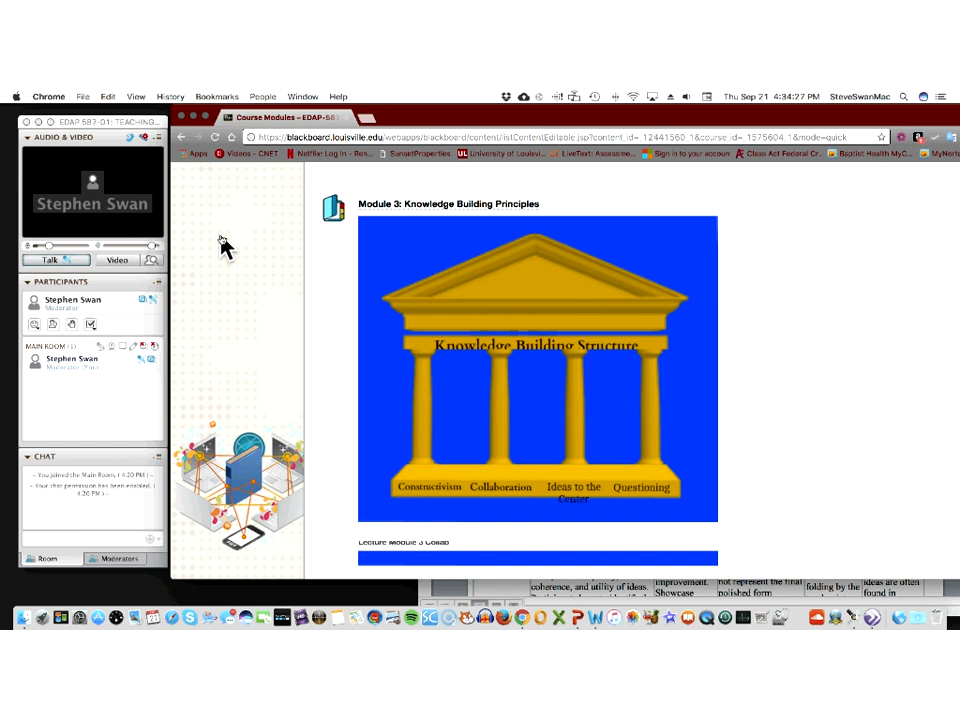 Chrome File Edit View History Bookmarks People Window Help Thu Sep 21 4:34:27 PM SteveSwanMac
EDAP 587-01: TEACHING...
Course Modules – EDAP-587
https://blackboard.louisville.edu/webapps/blackboard/content/listContentEditable.jsp?content_id=_12441560_1&course_id=_1575604_1&mode=quick
Apps Videos - CNET Netflix: Log In - Rea... SunsetProperties University of Louisvi... LiveText: Assessme... Sign in to your accoun Class Act Federal Cr... Baptist Health MyC... MyNort
AUDIO & VIDEO
Stephen Swan
Talk Video
PARTICIPANTS
Stephen Swan
Moderator
MAIN ROOM (1)
Stephen Swan
Moderator (You)
CHAT
– You joined the Main Room. ( 4:20 PM ) –
– Your chat permission has been enabled. (
4:20 PM ) –
Room Moderators
Module 3: Knowledge Building Principles
Knowledge Building Structure
Constructivism Collaboration Ideas to the Center Questioning
Lecture Module 3 Collab
coherence, and utility of ideas.
improvement.
Showcase
not represent the final
polished form
folding by the
ideas are often
found in